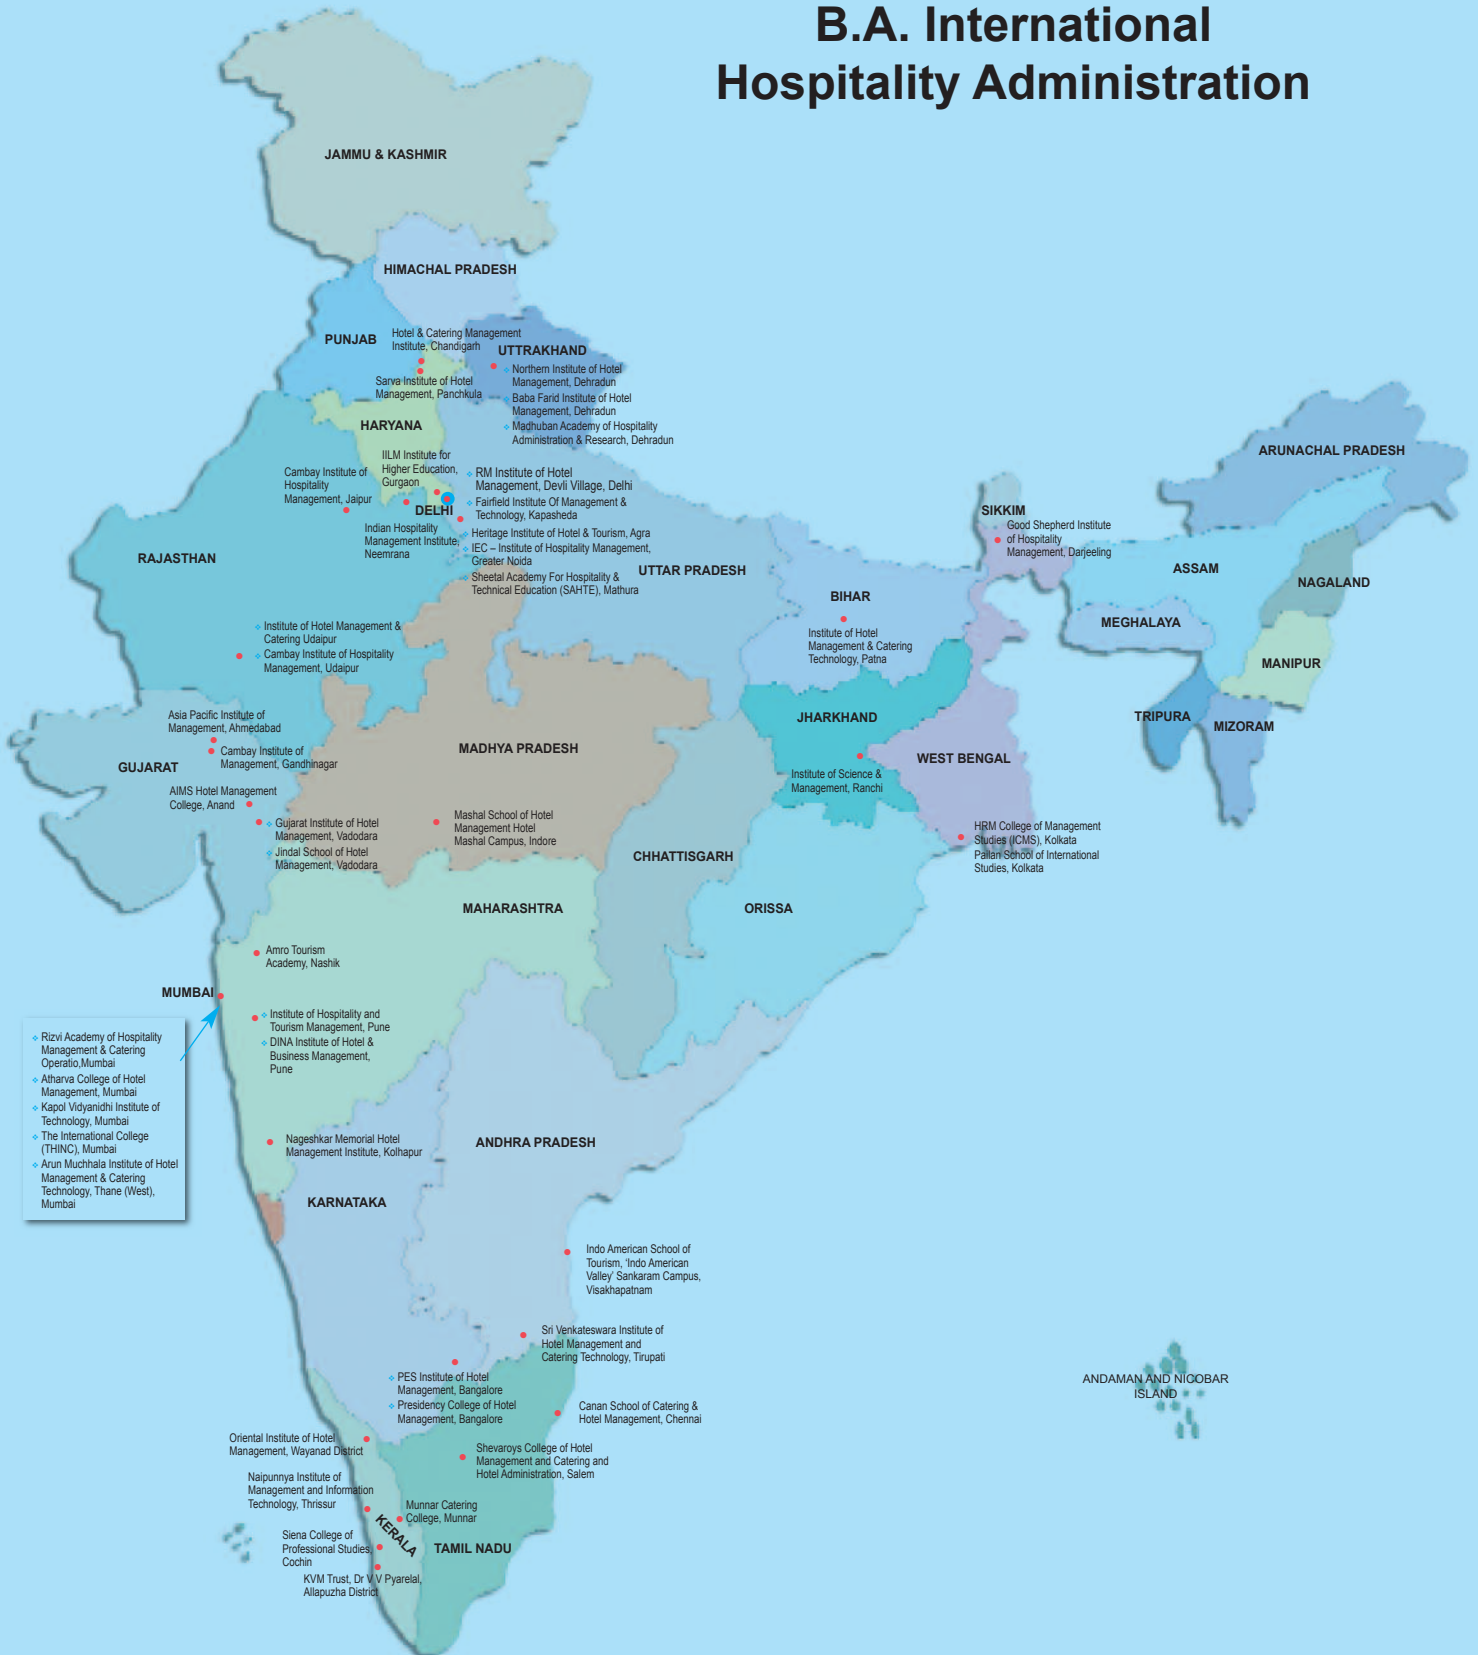 B.A. International
Hospitality Administration
JAMMU & KASHMIR
HIMACHAL PRADESH
PUNJAB
Hotel & Catering Management
Institute, Chandigarh
UTTRAKHAND
Sarva Institute of Hotel
Management, Panchkula
Northern Institute of Hotel
Management, Dehradun
Baba Farid Institute of Hotel
Management, Dehradun
Madhuban Academy of Hospitality
Administration & Research, Dehradun
HARYANA
IILM Institute for
Higher Education,
Gurgaon
Cambay Institute of
Hospitality
Management, Jaipur
DELHI
RM Institute of Hotel
Management, Devli Village, Delhi
Fairfield Institute Of Management &
Technology, Kapasheda
Indian Hospitality
Management Institute,
Neemrana
Heritage Institute of Hotel & Tourism, Agra
IEC – Institute of Hospitality Management,
Greater Noida
Sheetal Academy For Hospitality &
Technical Education (SAHTE), Mathura
RAJASTHAN
UTTAR PRADESH
ARUNACHAL PRADESH
SIKKIM
Good Shepherd Institute
of Hospitality
Management, Darjeeling
ASSAM
NAGALAND
MEGHALAYA
MANIPUR
TRIPURA
MIZORAM
BIHAR
Institute of Hotel
Management & Catering
Technology, Patna
Institute of Hotel Management &
Catering Udaipur
Cambay Institute of Hospitality
Management, Udaipur
JHARKHAND
Institute of Science &
Management, Ranchi
WEST BENGAL
HRM College of Management
Studies (ICMS), Kolkata
Pailan School of International
Studies, Kolkata
Asia Pacific Institute of
Management, Ahmedabad
Cambay Institute of
Management, Gandhinagar
GUJARAT
AIMS Hotel Management
College, Anand
Gujarat Institute of Hotel
Management, Vadodara
Jindal School of Hotel
Management, Vadodara
MADHYA PRADESH
Mashal School of Hotel
Management Hotel
Mashal Campus, Indore
CHHATTISGARH
ORISSA
MAHARASHTRA
Amro Tourism
Academy, Nashik
MUMBAI
Institute of Hospitality and
Tourism Management, Pune
DINA Institute of Hotel &
Business Management,
Pune
Rizvi Academy of Hospitality
Management & Catering
Operatio,Mumbai
Atharva College of Hotel
Management, Mumbai
Kapol Vidyanidhi Institute of
Technology, Mumbai
The International College
(THINC), Mumbai
Arun Muchhala Institute of Hotel
Management & Catering
Technology, Thane (West),
Mumbai
Nageshkar Memorial Hotel
Management Institute, Kolhapur
ANDHRA PRADESH
KARNATAKA
Indo American School of
Tourism, 'Indo American
Valley' Sankaram Campus,
Visakhapatnam
Sri Venkateswara Institute of
Hotel Management and
Catering Technology, Tirupati
PES Institute of Hotel
Management, Bangalore
Presidency College of Hotel
Management, Bangalore
Canan School of Catering &
Hotel Management, Chennai
ANDAMAN AND NICOBAR
ISLAND
Oriental Institute of Hotel
Management, Wayanad District
Shevaroys College of Hotel
Management and Catering and
Hotel Administration, Salem
Naipunnya Institute of
Management and Information
Technology, Thrissur
Munnar Catering
College, Munnar
KERALA
Siena College of
Professional Studies,
Cochin
TAMIL NADU
KVM Trust, Dr V V Pyarelal,
Allapuzha District